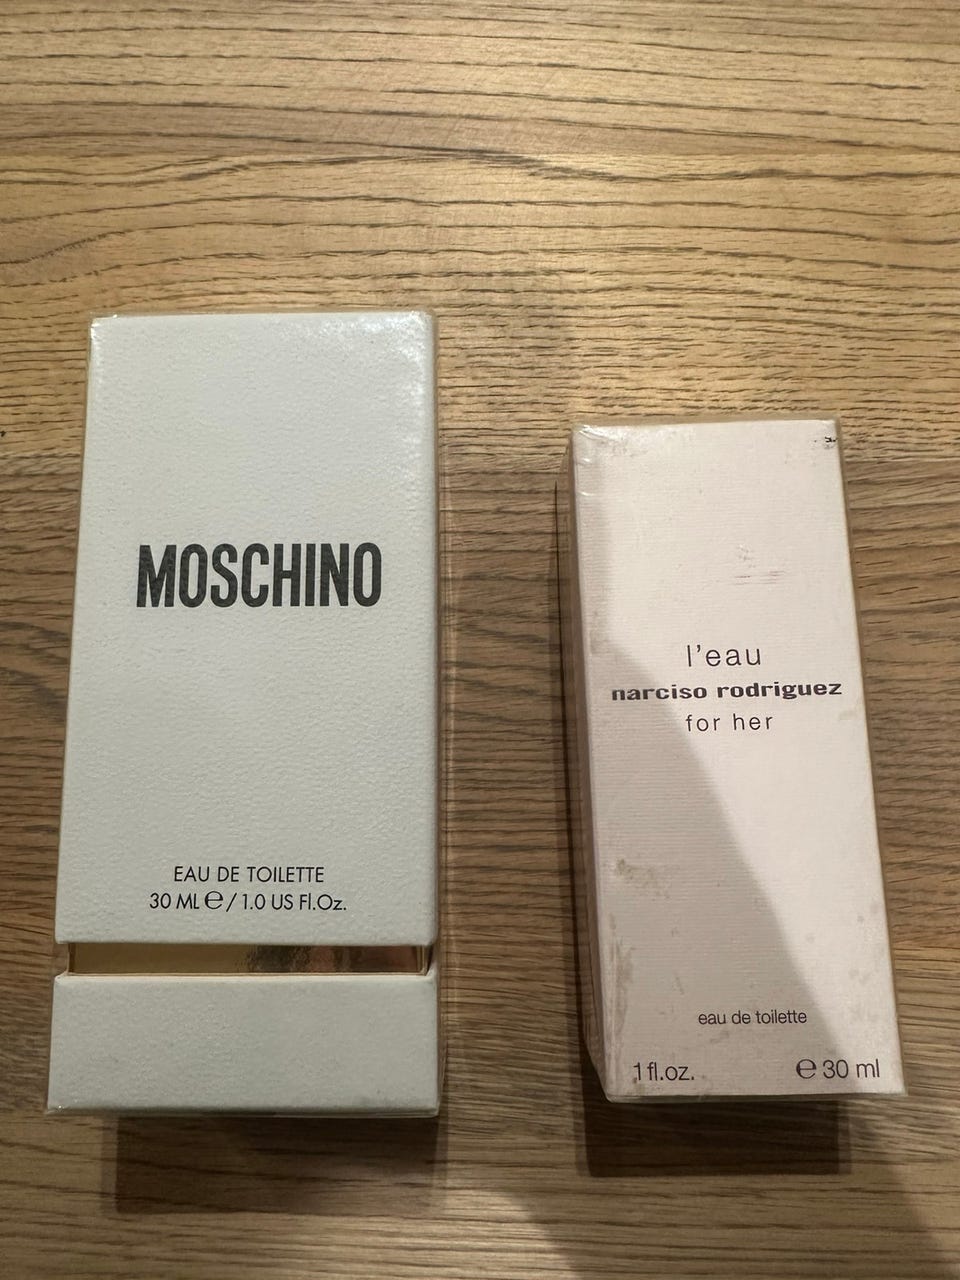 MOSCHINO
EAU DE TOILETTE
30 ML ℮ / 1.0 US Fl.Oz.
l'eau
narciso rodriguez
for her
eau de toilette
1 fl.oz. ℮ 30 ml